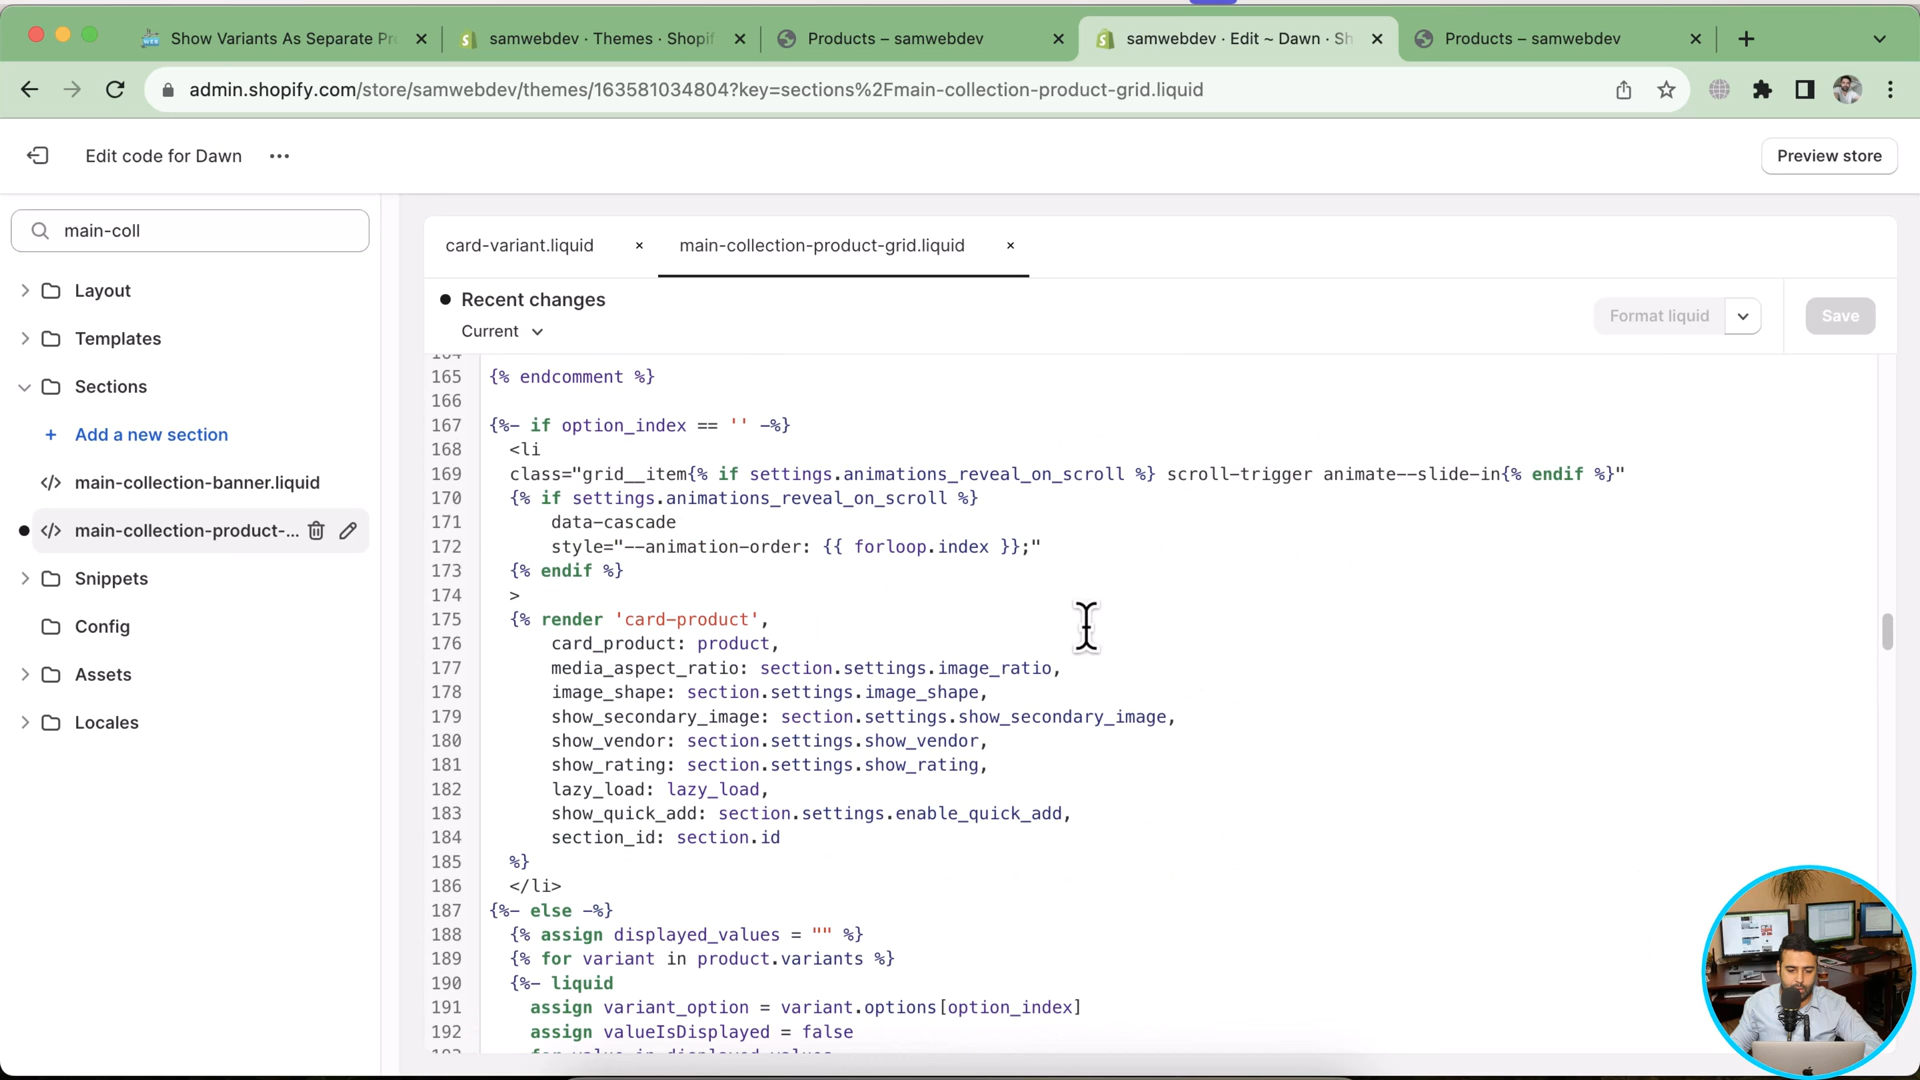 Show Variants As Separate Pr
samwebdev · Themes · Shopif
Products – samwebdev
samwebdev · Edit ~ Dawn · Sh
Products – samwebdev
admin.shopify.com/store/samwebdev/themes/163581034804?key=sections%2Fmain-collection-product-grid.liquid
Edit code for Dawn
Preview store
main-coll
Layout
Templates
Sections
+ Add a new section
</> main-collection-banner.liquid
</> main-collection-product-...
Snippets
Config
Assets
Locales
card-variant.liquid
main-collection-product-grid.liquid
Recent changes
Current
Format liquid
Save
164
165 {% endcomment %}
166
167 {%- if option_index == '' -%}
168 <li
169 class="grid__item{% if settings.animations_reveal_on_scroll %} scroll-trigger animate--slide-in{% endif %}"
170 {% if settings.animations_reveal_on_scroll %}
171 data-cascade
172 style="--animation-order: {{ forloop.index }};"
173 {% endif %}
174 >
175 {% render 'card-product',
176 card_product: product,
177 media_aspect_ratio: section.settings.image_ratio,
178 image_shape: section.settings.image_shape,
179 show_secondary_image: section.settings.show_secondary_image,
180 show_vendor: section.settings.show_vendor,
181 show_rating: section.settings.show_rating,
182 lazy_load: lazy_load,
183 show_quick_add: section.settings.enable_quick_add,
184 section_id: section.id
185 %}
186 </li>
187 {%- else -%}
188 {% assign displayed_values = "" %}
189 {% for variant in product.variants %}
190 {%- liquid
191 assign variant_option = variant.options[option_index]
192 assign valueIsDisplayed = false
193 for value in displayed_values